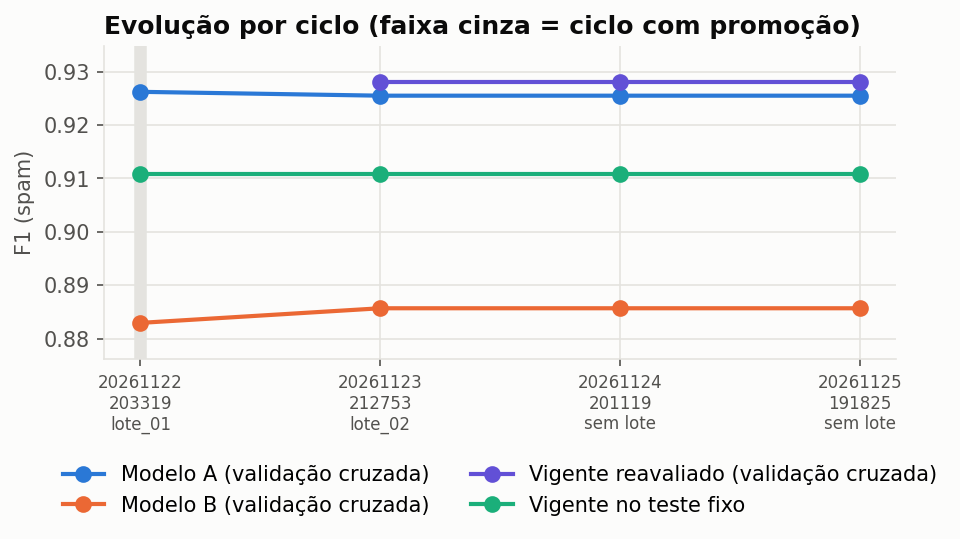 Evolução por ciclo (faixa cinza = ciclo com promoção)
F1 (spam)
0.93
0.92
0.91
0.90
0.89
0.88
20261122
203319
lote_01
20261123
212753
lote_02
20261124
201119
sem lote
20261125
191825
sem lote
Modelo A (validação cruzada)
Modelo B (validação cruzada)
Vigente reavaliado (validação cruzada)
Vigente no teste fixo